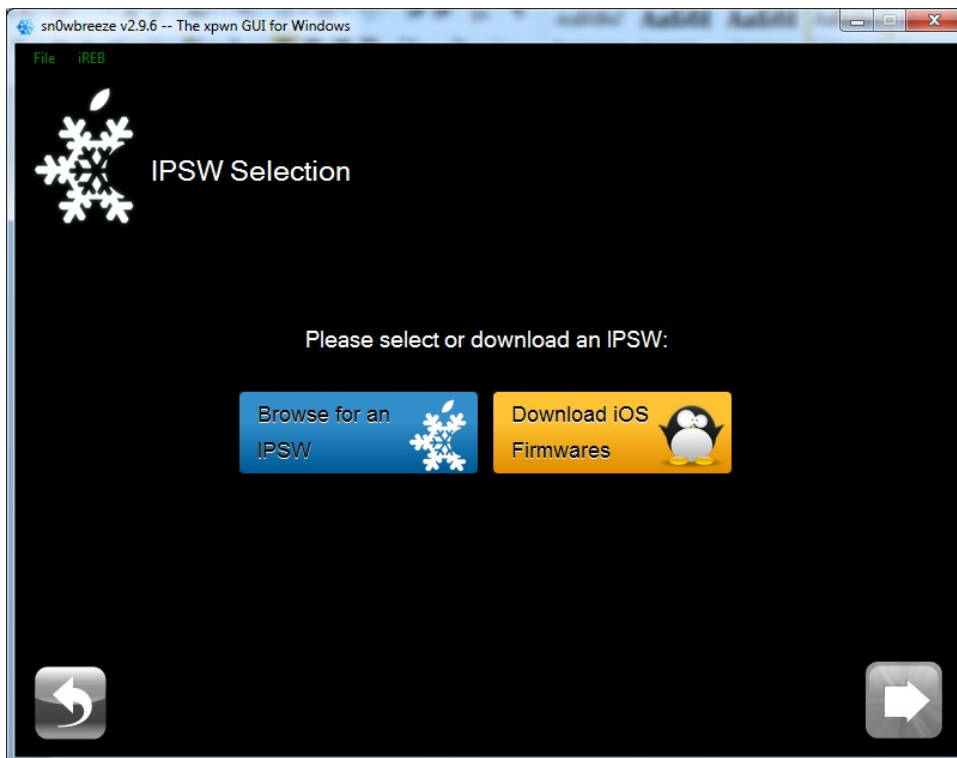 sn0wbreeze v2.9.6 -- The xpwn GUI for Windows
File iREB
IPSW Selection
Please select or download an IPSW:
Browse for an
IPSW
Download iOS
Firmwares